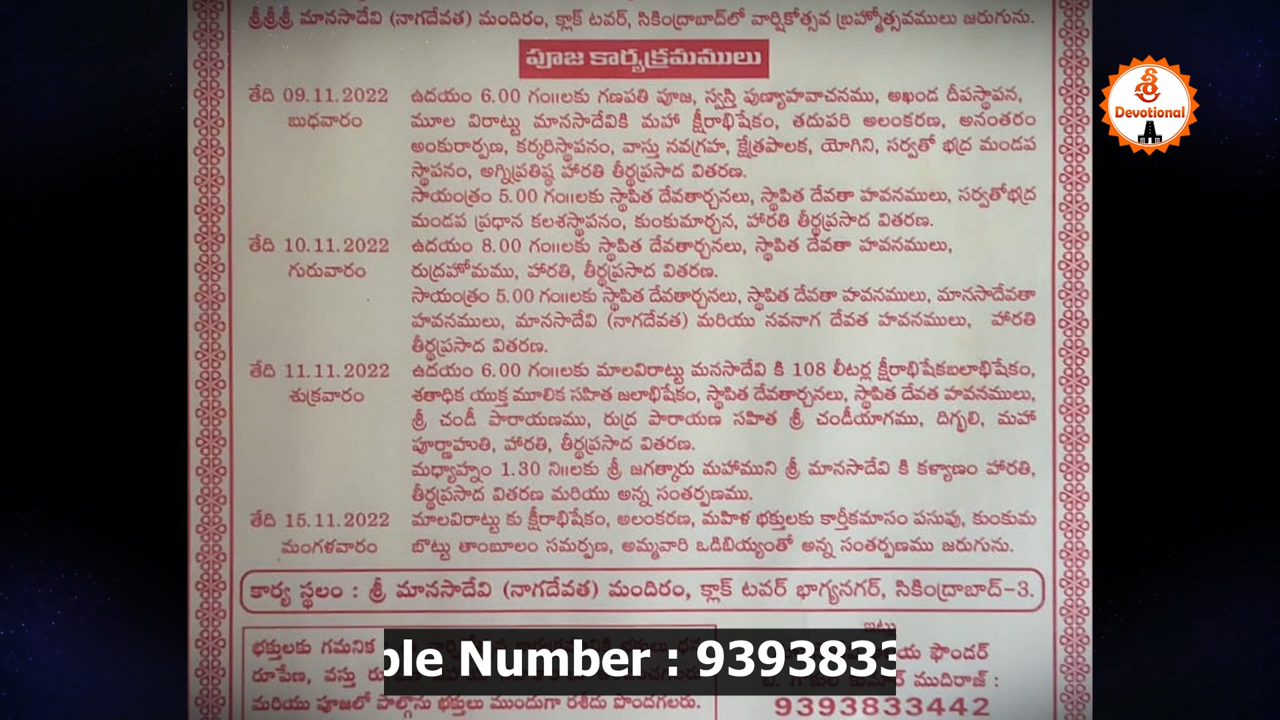 శ్రీశ్రీశ్రీ మానసాదేవి (నాగదేవత) మందిరం, క్లాక్ టవర్, సికింద్రాబాద్‌లో వార్షికోత్సవ బ్రహ్మోత్సవములు జరుగును.
పూజ కార్యక్రమములు
తేది 09.11.2022 ఉదయం 6.00 గం॥లకు గణపతి పూజ, స్వస్తి పుణ్యాహవాచనము, అఖండ దీపస్థాపన,
బుధవారం మూల విరాట్టు మానసాదేవికి మహా క్షీరాభిషేకం, తదుపరి అలంకరణ, అనంతరం
అంకురార్పణ, కర్కరిస్థాపనం, వాస్తు నవగ్రహ, క్షేత్రపాలక, యోగిని, సర్వతో భద్ర మండప
స్థాపనం, అగ్నిప్రతిష్ఠ హారతి తీర్థప్రసాద వితరణ.
సాయంత్రం 5.00 గం॥లకు స్థాపిత దేవతార్చనలు, స్థాపిత దేవతా హవనములు, సర్వతోభద్ర
మండప ప్రధాన కలశస్థాపనం, కుంకుమార్చన, హారతి తీర్థప్రసాద వితరణ.
తేది 10.11.2022 ఉదయం 8.00 గం॥లకు స్థాపిత దేవతార్చనలు, స్థాపిత దేవతా హవనములు,
గురువారం రుద్రహోమము, హారతి, తీర్థప్రసాద వితరణ.
సాయంత్రం 5.00 గం॥లకు స్థాపిత దేవతార్చనలు, స్థాపిత దేవతా హవనములు, మానసాదేవతా
హవనములు, మానసాదేవి (నాగదేవత) మరియు నవనాగ దేవత హవనములు, హారతి
తీర్థప్రసాద వితరణ.
తేది 11.11.2022 ఉదయం 6.00 గం॥లకు మాలవిరాట్టు మనసాదేవి కి 108 లీటర్ల క్షీరాభిషేకబలాభిషేకం,
శుక్రవారం శతాధిక యుక్త మూలిక సహిత జలాభిషేకం, స్థాపిత దేవతార్చనలు, స్థాపిత దేవత హవనములు,
శ్రీ చండీ పారాయణము, రుద్ర పారాయణ సహిత శ్రీ చండీయాగము, దిగ్బలి, మహా
పూర్ణాహుతి, హారతి, తీర్థప్రసాద వితరణ.
మధ్యాహ్నం 1.30 ని॥లకు శ్రీ జగత్కారు మహాముని శ్రీ మానసాదేవి కి కళ్యాణం హారతి,
తీర్థప్రసాద వితరణ మరియు అన్న సంతర్పణము.
తేది 15.11.2022 మాలవిరాట్టు కు క్షీరాభిషేకం, అలంకరణ, మహిళ భక్తులకు కార్తీకమాసం పసుపు, కుంకుమ
మంగళవారం బొట్టు తాంబూలం సమర్పణ, అమ్మవారి ఒడిబియ్యంతో అన్న సంతర్పణము జరుగును.
కార్య స్థలం : శ్రీ మానసాదేవి (నాగదేవత) మందిరం, క్లాక్ టవర్ భాగ్యనగర్, సికింద్రాబాద్-3.
భక్తులకు గమనిక
రూపేణ, వస్తు
మరియు పూజలో పాల్గొను భక్తులు ముందుగా రశీదు పొందగలరు.
ఇట్లు
ఫౌండర్
ముదిరాజ్ :
9393833442
ble Number : 9393833
శ్రీ
Devotional